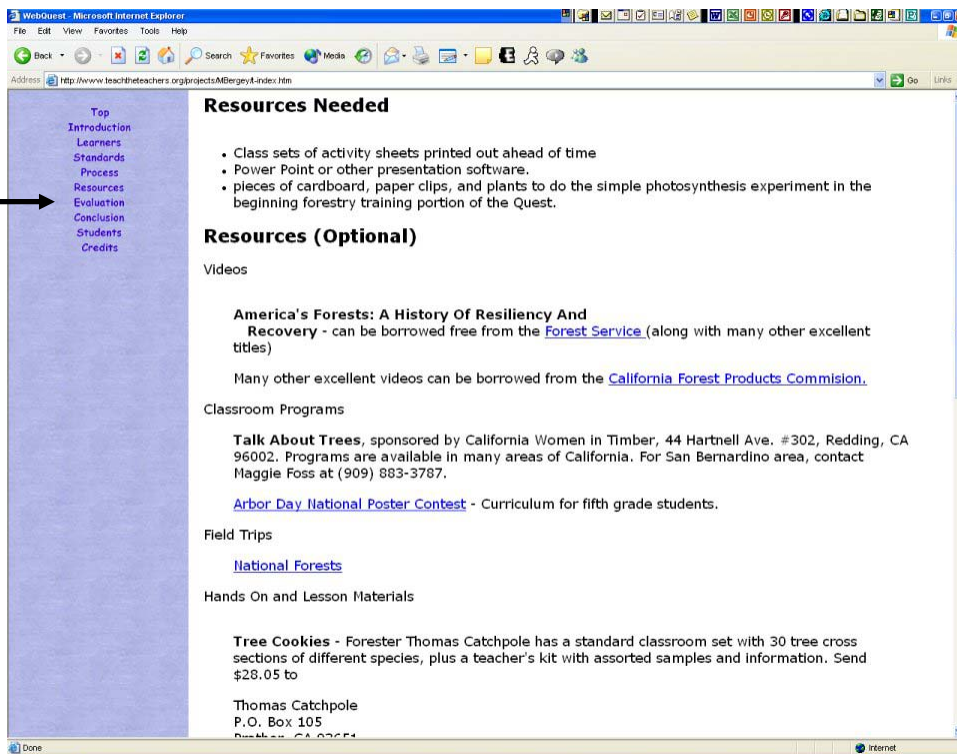 WebQuest - Microsoft Internet Explorer
File Edit View Favorites Tools Help
Back Search Favorites Media
Address http://www.teachtheteachers.org/projects/MBergey/t-index.htm Go Links
Top
Introduction
Learners
Standards
Process
Resources
Evaluation
Conclusion
Students
Credits
Resources Needed
• Class sets of activity sheets printed out ahead of time
• Power Point or other presentation software.
• pieces of cardboard, paper clips, and plants to do the simple photosynthesis experiment in the
beginning forestry training portion of the Quest.
Resources (Optional)
Videos
America's Forests: A History Of Resiliency And
Recovery - can be borrowed free from the Forest Service (along with many other excellent
titles)
Many other excellent videos can be borrowed from the California Forest Products Commision.
Classroom Programs
Talk About Trees, sponsored by California Women in Timber, 44 Hartnell Ave. #302, Redding, CA
96002. Programs are available in many areas of California. For San Bernardino area, contact
Maggie Foss at (909) 883-3787.
Arbor Day National Poster Contest - Curriculum for fifth grade students.
Field Trips
National Forests
Hands On and Lesson Materials
Tree Cookies - Forester Thomas Catchpole has a standard classroom set with 30 tree cross
sections of different species, plus a teacher's kit with assorted samples and information. Send
$28.05 to
Thomas Catchpole
P.O. Box 105
Done Internet